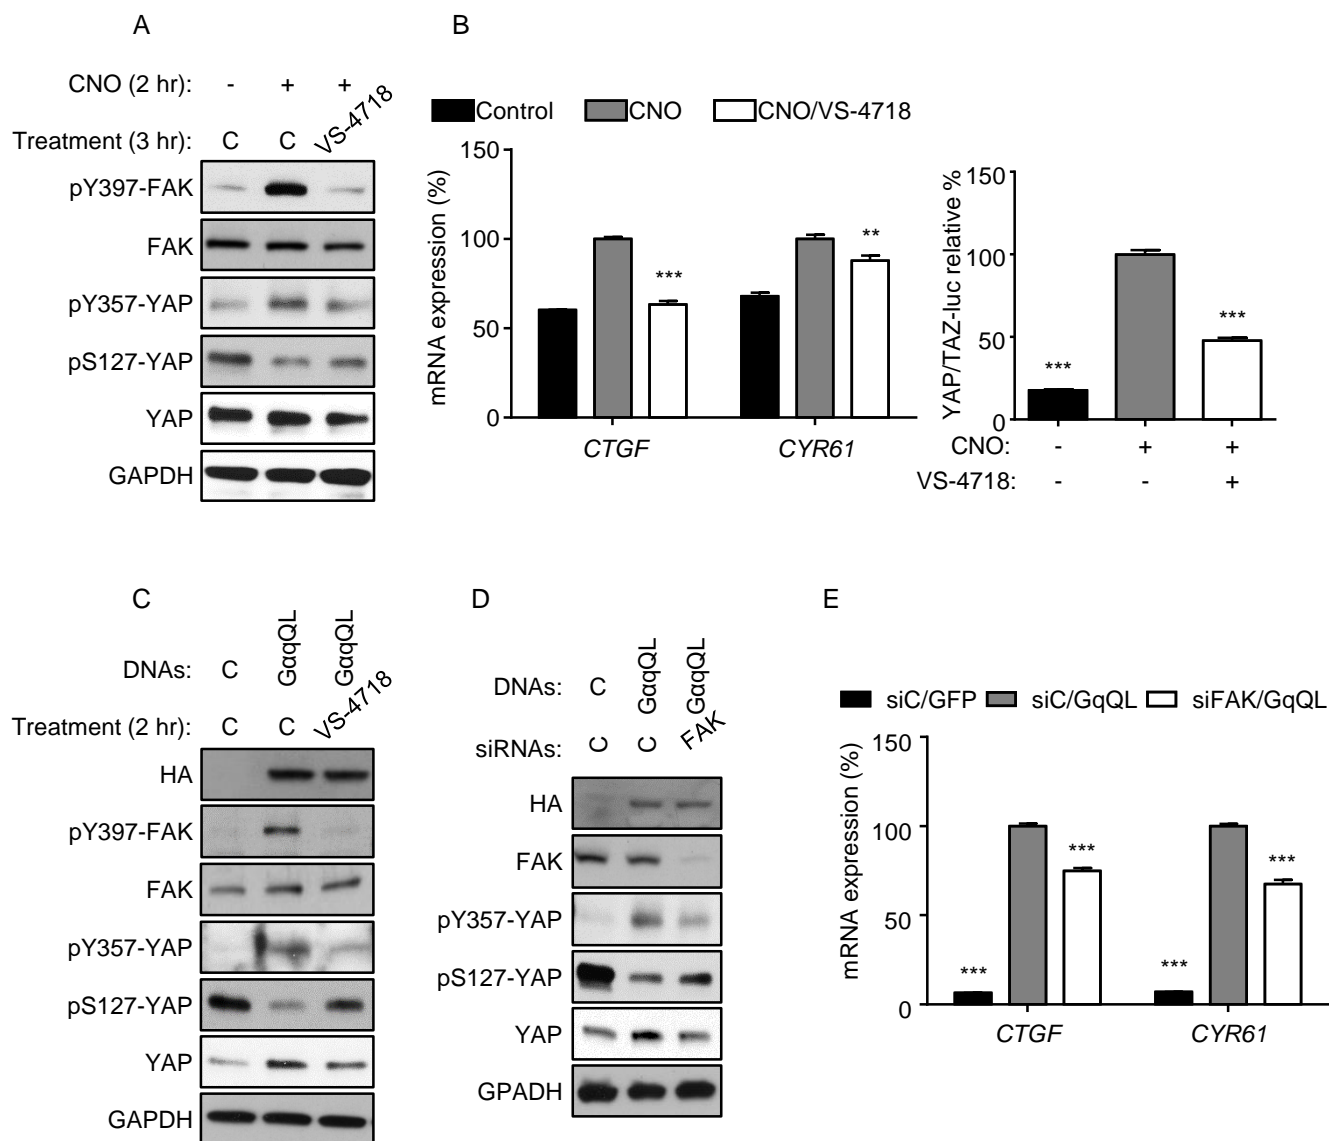 A
CNO (2 hr): - + +
Treatment (3 hr): C C VS-4718
pY397-FAK
FAK
pY357-YAP
pS127-YAP
YAP
GAPDH
B
Control CNO CNO/VS-4718
mRNA expression (%)
150
100
50
0
*** **
CTGF CYR61
YAP/TAZ-luc relative %
150
100
50
0
*** ***
CNO: - + +
VS-4718: - - +
C
DNAs: C GαqQL GαqQL
Treatment (2 hr): C C VS-4718
HA
pY397-FAK
FAK
pY357-YAP
pS127-YAP
YAP
GAPDH
D
DNAs: C GαqQL GαqQL
siRNAs: C C FAK
HA
FAK
pY357-YAP
pS127-YAP
YAP
GPADH
E
siC/GFP siC/GqQL siFAK/GqQL
mRNA expression (%)
150
100
50
0
*** *** *** ***
CTGF CYR61